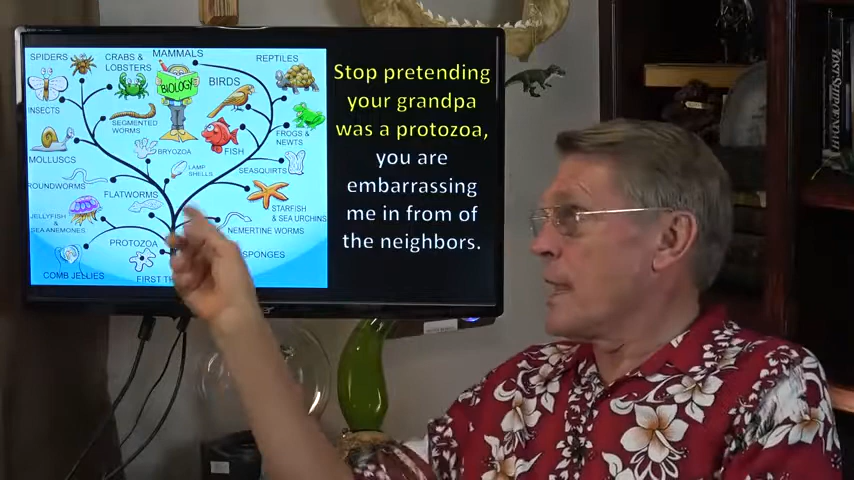 MAMMALS
SPIDERS
CRABS &
LOBSTERS
REPTILES
BIOLOGY
BIRDS
INSECTS
SEGMENTED
WORMS
FROGS &
NEWTS
MOLLUSCS
BRYOZOA
FISH
LAMP
SHELLS
SEASQUIRTS
ROUNDWORMS
FLATWORMS
STARFISH
& SEA URCHINS
JELLYFISH
& SEA ANEMONES
NEMERTINE WORMS
PROTOZOA
SPONGES
COMB JELLIES
FIRST
Stop pretending
your grandpa
was a protozoa,
you are
embarrassing
me in from of
the neighbors.